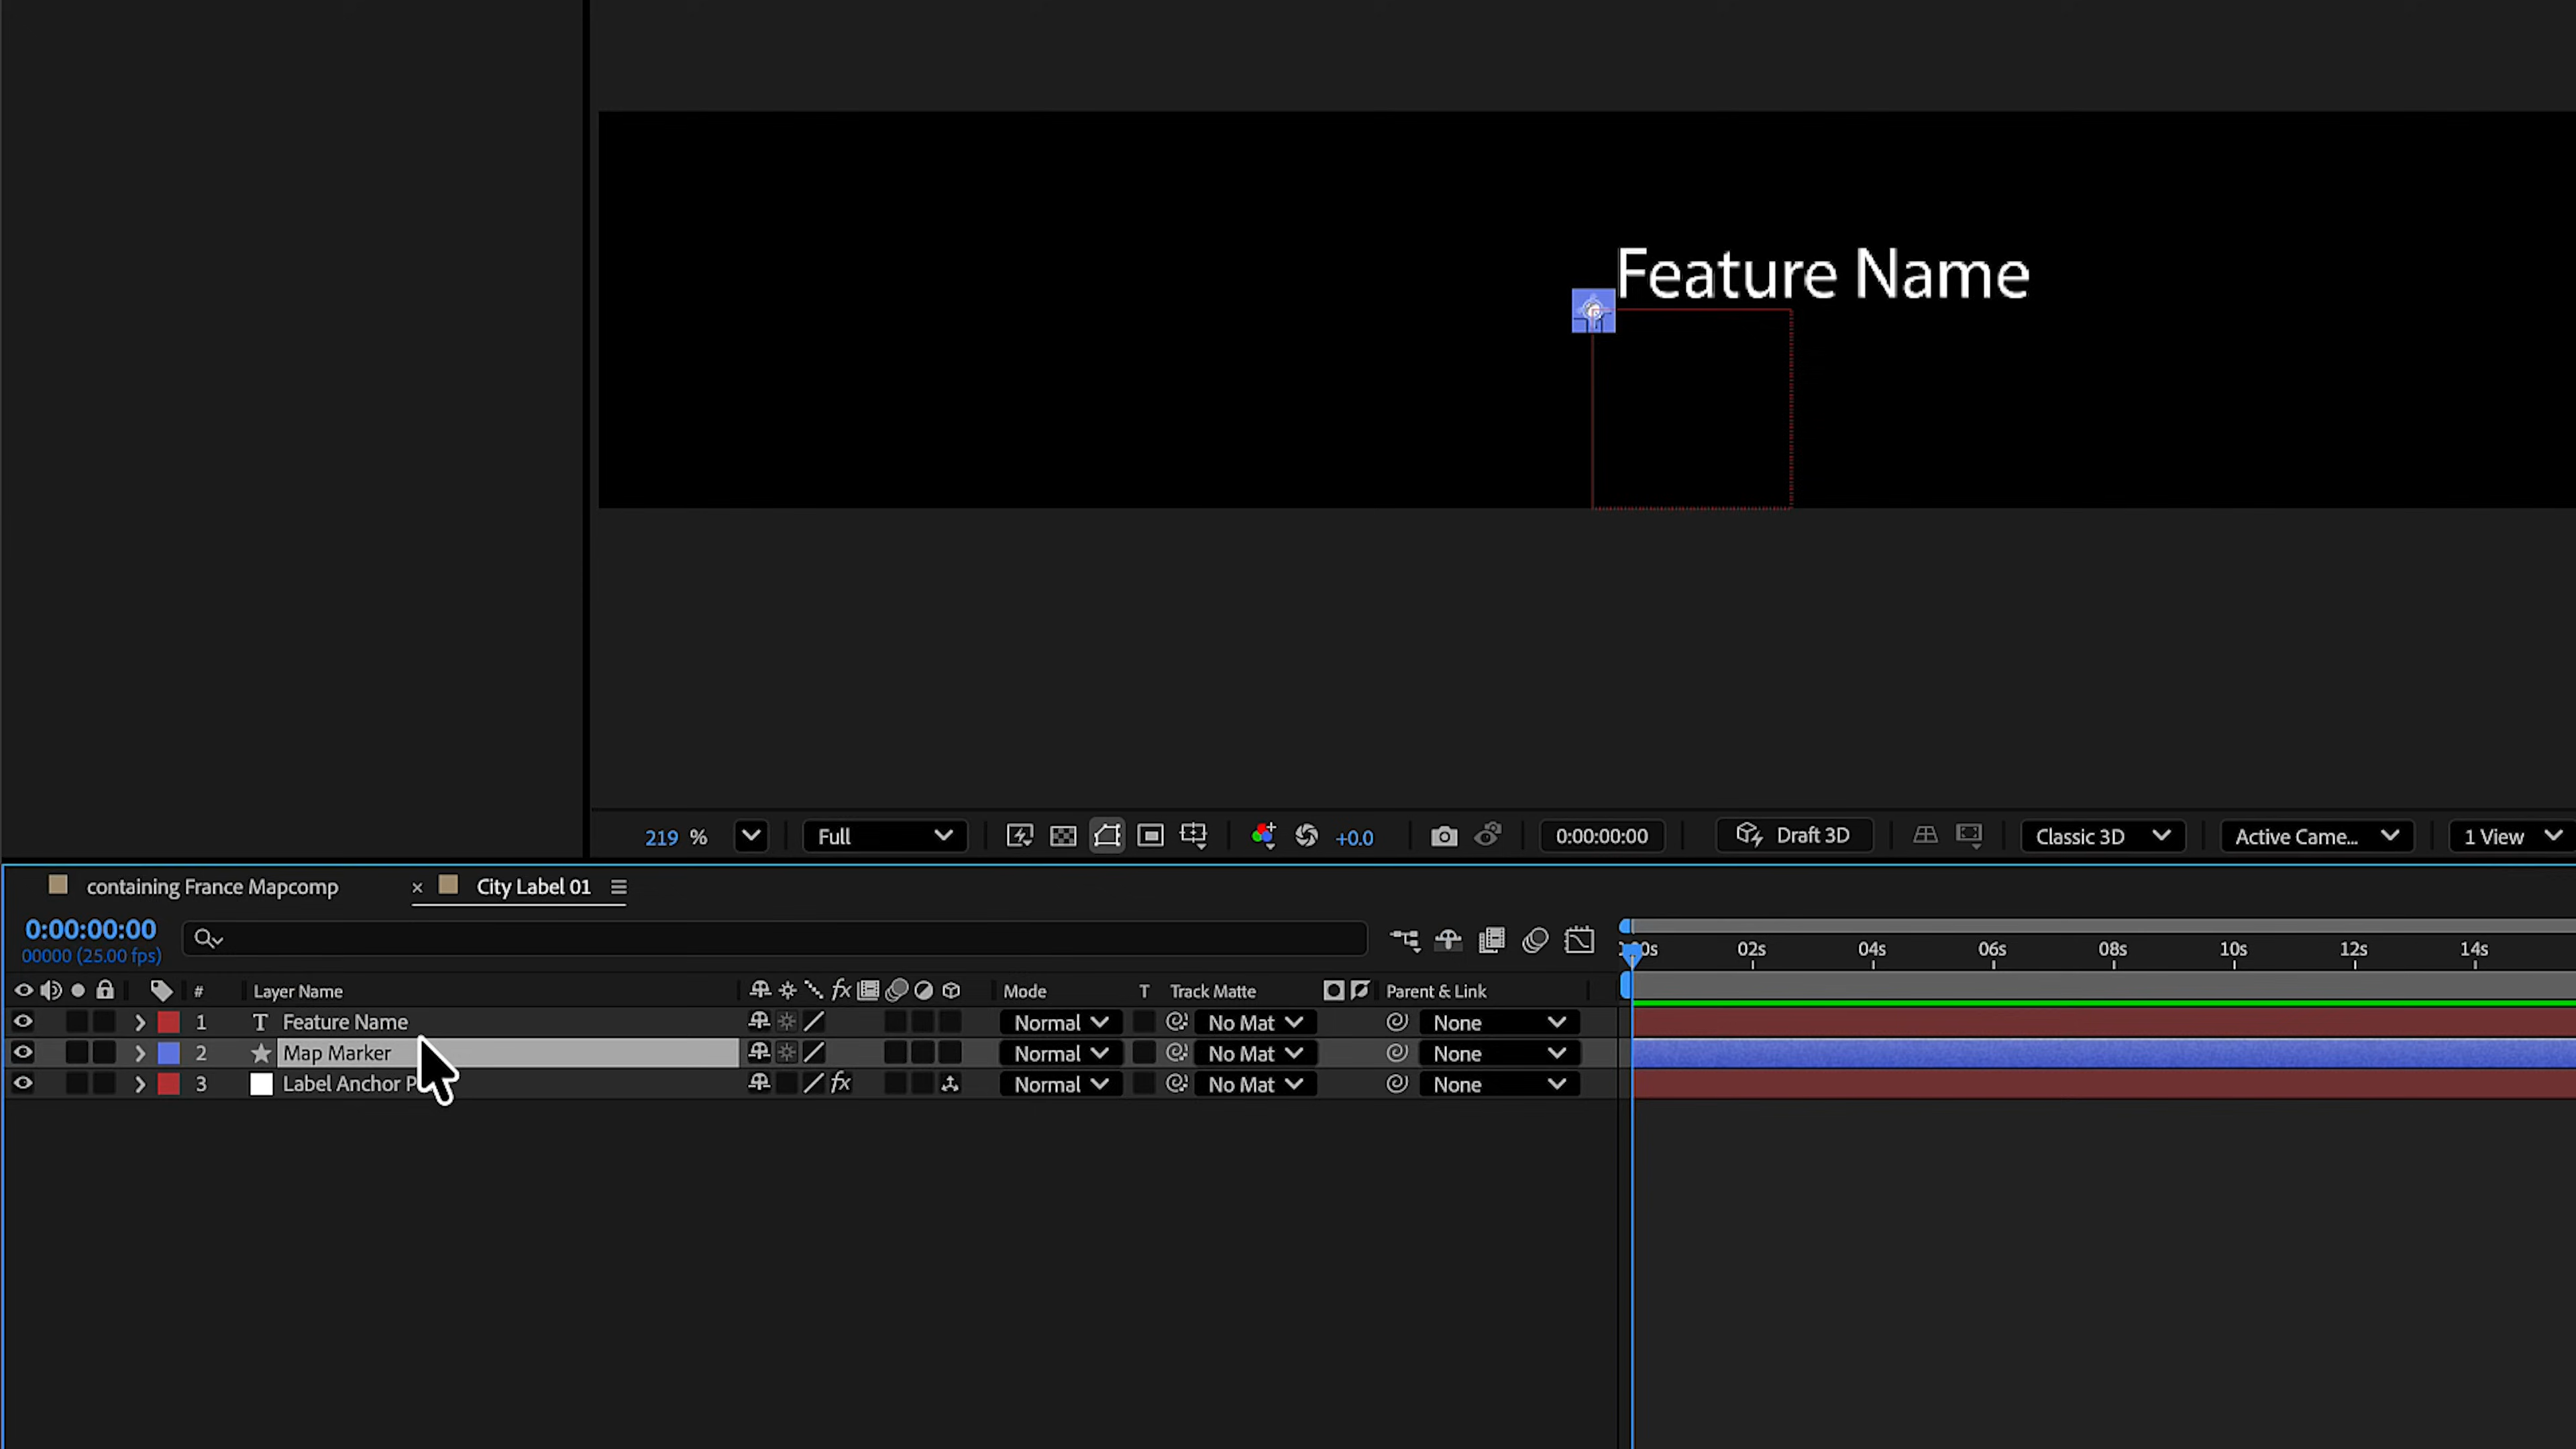 Feature Name
219 %
Full
+0.0
0:00:00:00
Draft 3D
Classic 3D
Active Came...
1 View
containing France Mapcomp
× City Label 01
0:00:00:00
00000 (25.00 fps)
02s 04s 06s 08s 10s 12s 14s
# Layer Name fx Mode T Track Matte Parent & Link
1 T Feature Name Normal No Mat None
2 Map Marker Normal No Mat None
3 Label Anchor P fx Normal No Mat None